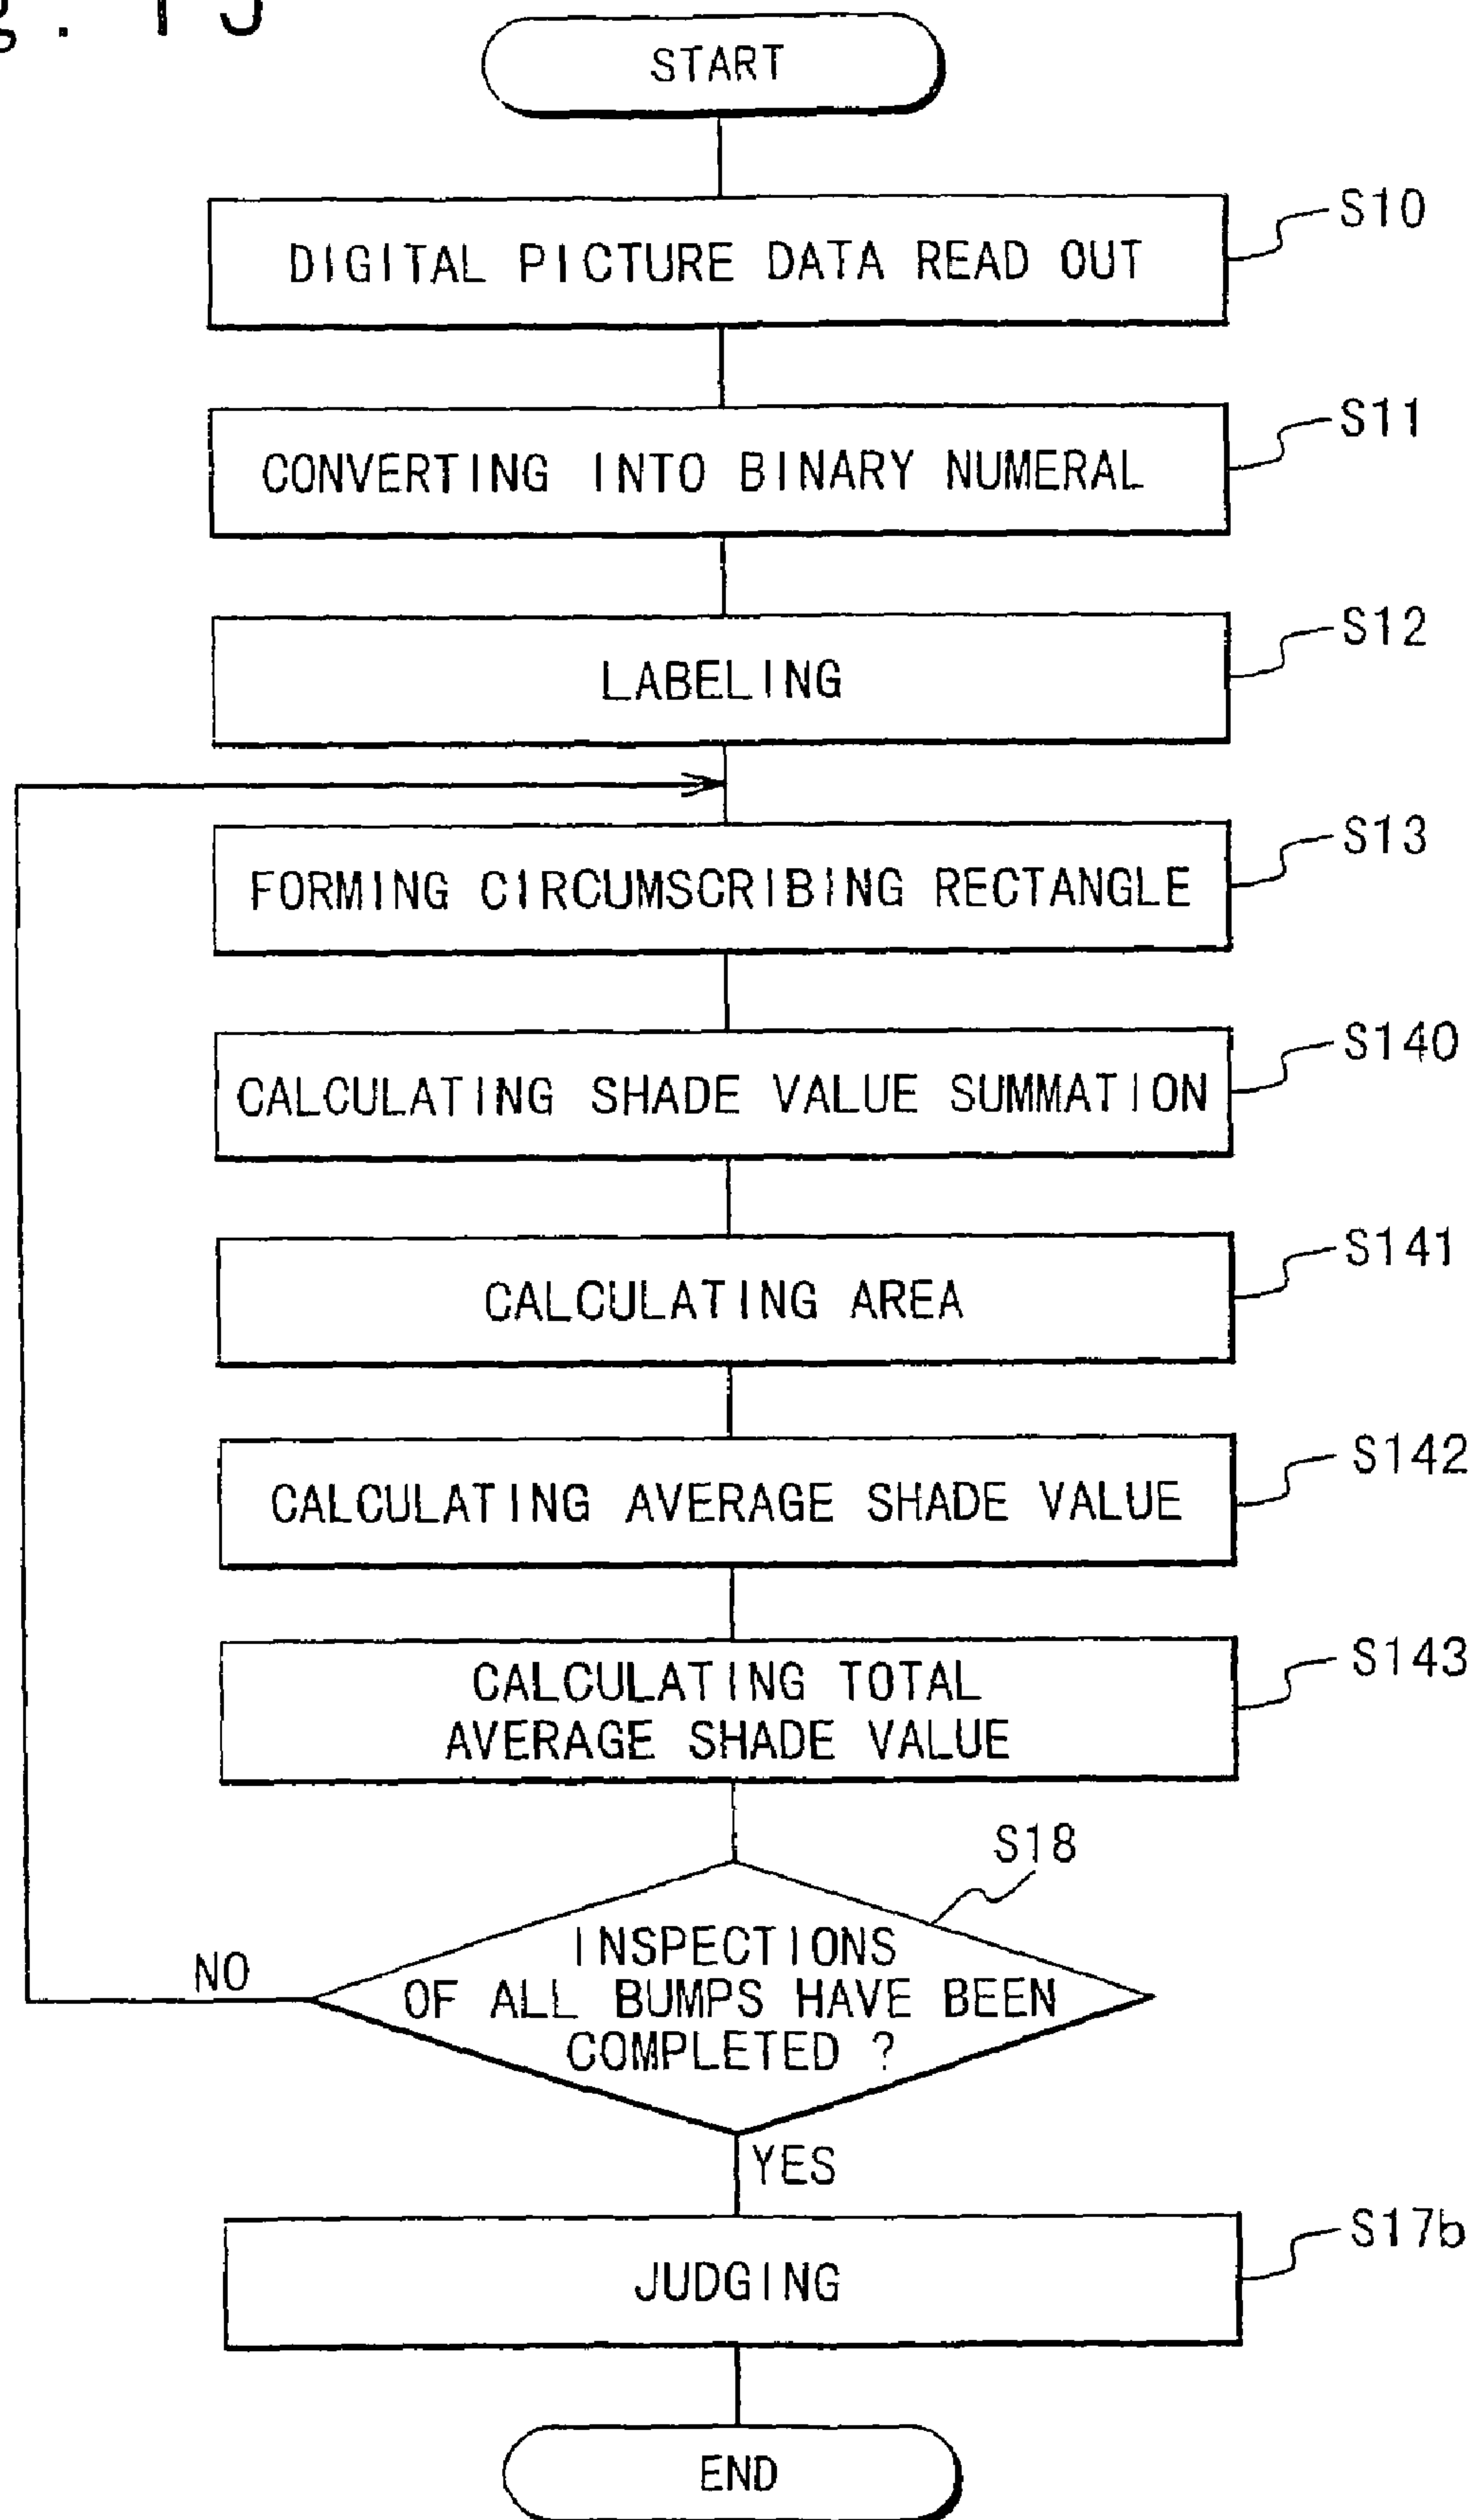 START
S10
DIGITAL PICTURE DATA READ OUT
S11
CONVERTING INTO BINARY NUMERAL
S12
LABELING
S13
FORMING CIRCUMSCRIBING RECTANGLE
S140
CALCULATING SHADE VALUE SUMMATION
S141
CALCULATING AREA
S142
CALCULATING AVERAGE SHADE VALUE
S143
CALCULATING TOTAL
AVERAGE SHADE VALUE
S18
INSPECTIONS
OF ALL BUMPS HAVE BEEN
COMPLETED ?
NO
YES
S17b
JUDGING
END